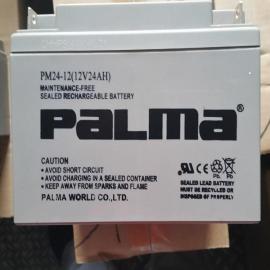 PM24-12(12V24AH)
MAINTENANCE-FREE
SEALED RECHARGEABLE BATTERY
PALMA®
CAUTION:
● AVOID SHORT CIRCUIT
● AVOID CHARGING IN A SEALED CONTAINER
● KEEP AWAY FROM SPARKS AND FLAME
PALMA WORLD CO.,LTD.
Pb Pb
SEALED LEAD BATTERY
MUST BE RECYCLED OR
DISPOSED OF PROPERLY